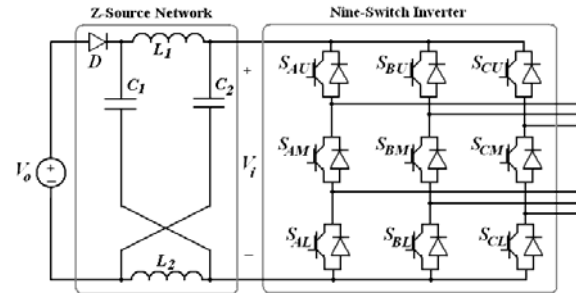 Z-Source Network
Nine-Switch Inverter
D
L1
C1
C2
+
Vi
−
Vo
+
−
L2
SAU
SBU
SCU
SAM
SBM
SCM
SAL
SBL
SCL